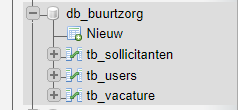 db_buurtzorg
Nieuw
tb_sollicitanten
tb_users
tb_vacature